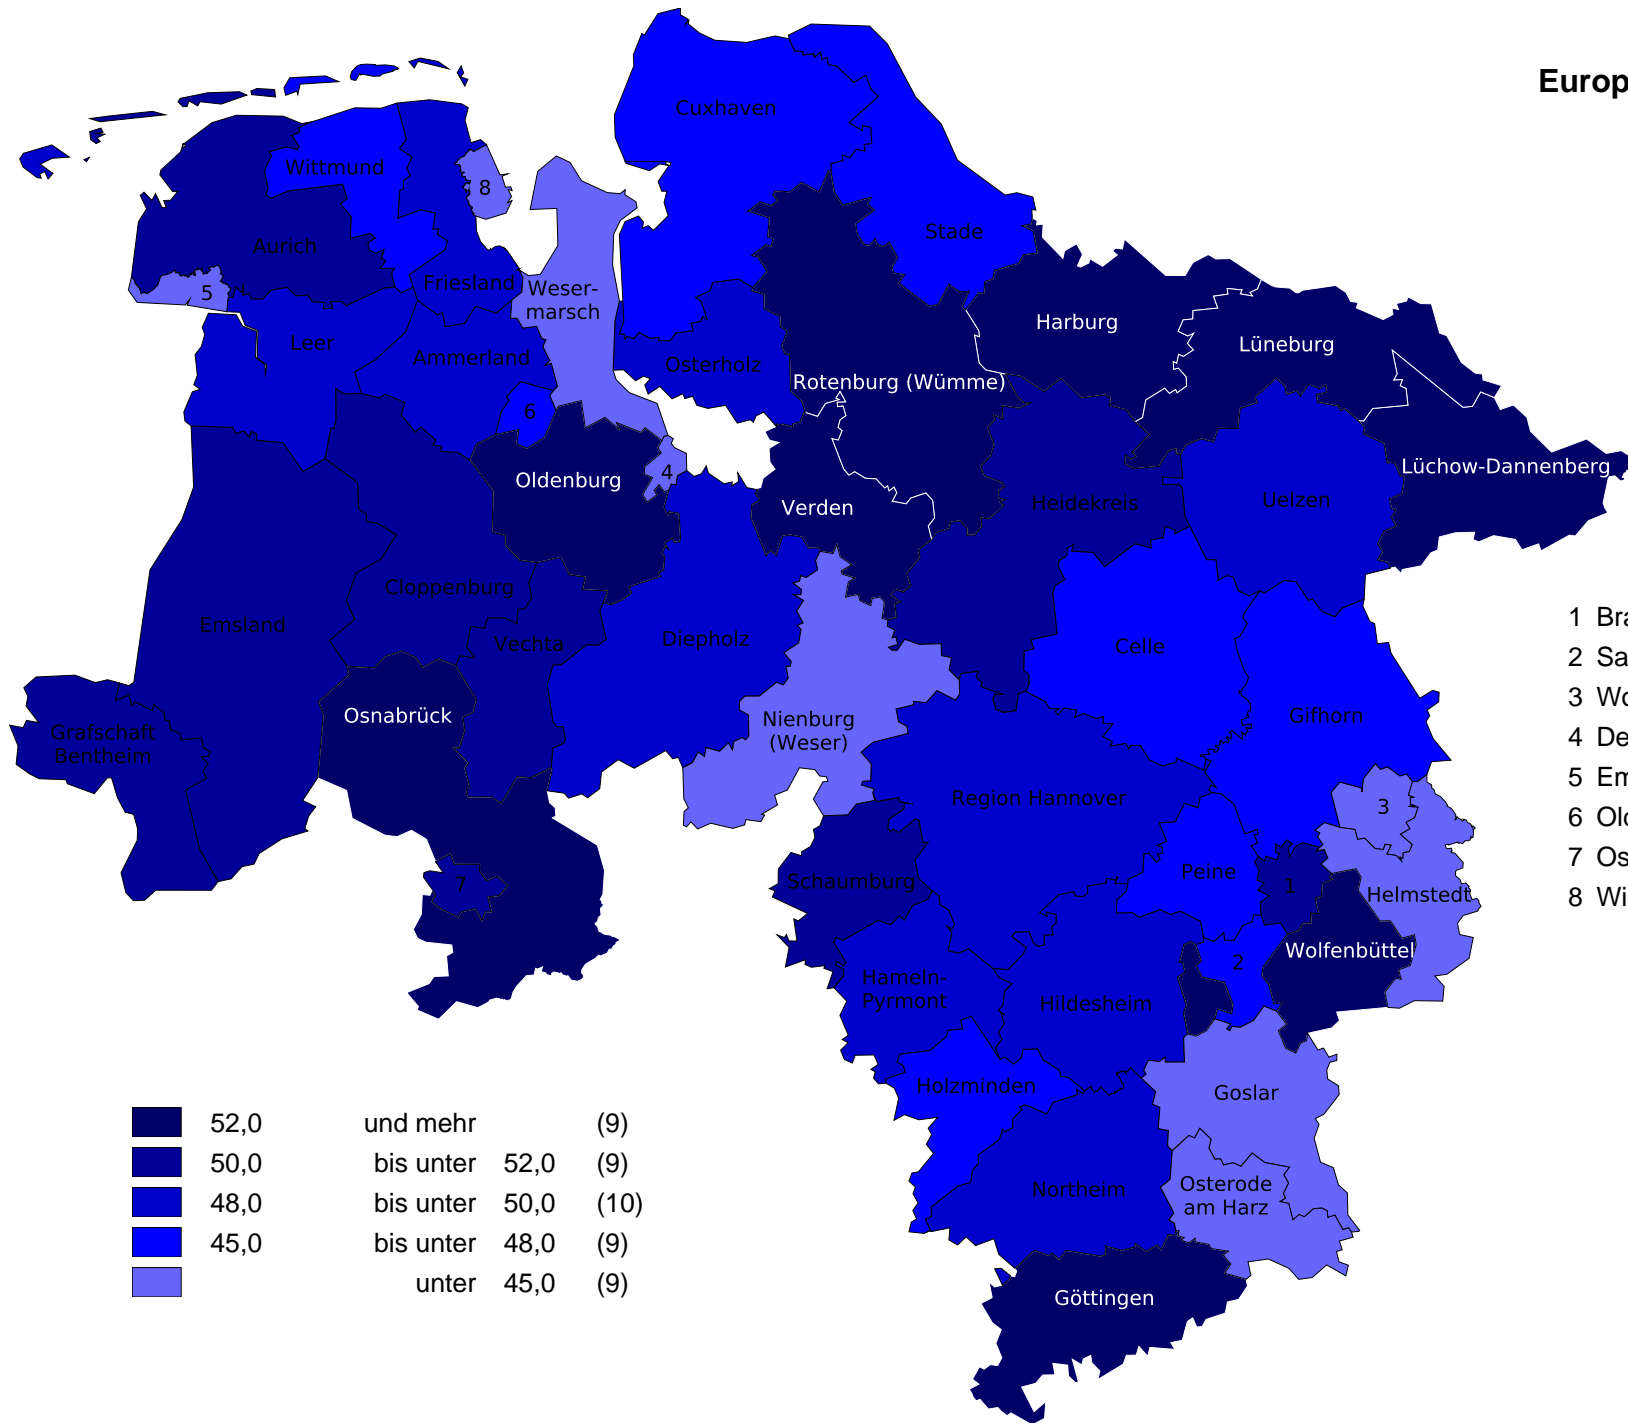 Europ
Cuxhaven
Wittmund
8
Stade
Aurich
Friesland
Weser-
marsch
5
Harburg
Leer
Lüneburg
Ammerland
Osterholz
Rotenburg (Wümme)
6
Oldenburg
4
Lüchow-Dannenberg
Verden
Heidekreis
Uelzen
Cloppenburg
Emsland
Vechta
Diepholz
Celle
1 Bra
2 Sa
3 Wo
4 De
5 Em
6 Old
7 Os
8 Wi
Osnabrück
Nienburg
(Weser)
Gifhorn
Grafschaft
Bentheim
Region Hannover
3
Peine
Schaumburg
7
1
Helmstedt
Wolfenbüttel
2
Hameln-
Pyrmont
Hildesheim
Holzminden
Goslar
Northeim
Osterode
am Harz
Göttingen
52,0 und mehr (9)
50,0 bis unter 52,0 (9)
48,0 bis unter 50,0 (10)
45,0 bis unter 48,0 (9)
unter 45,0 (9)